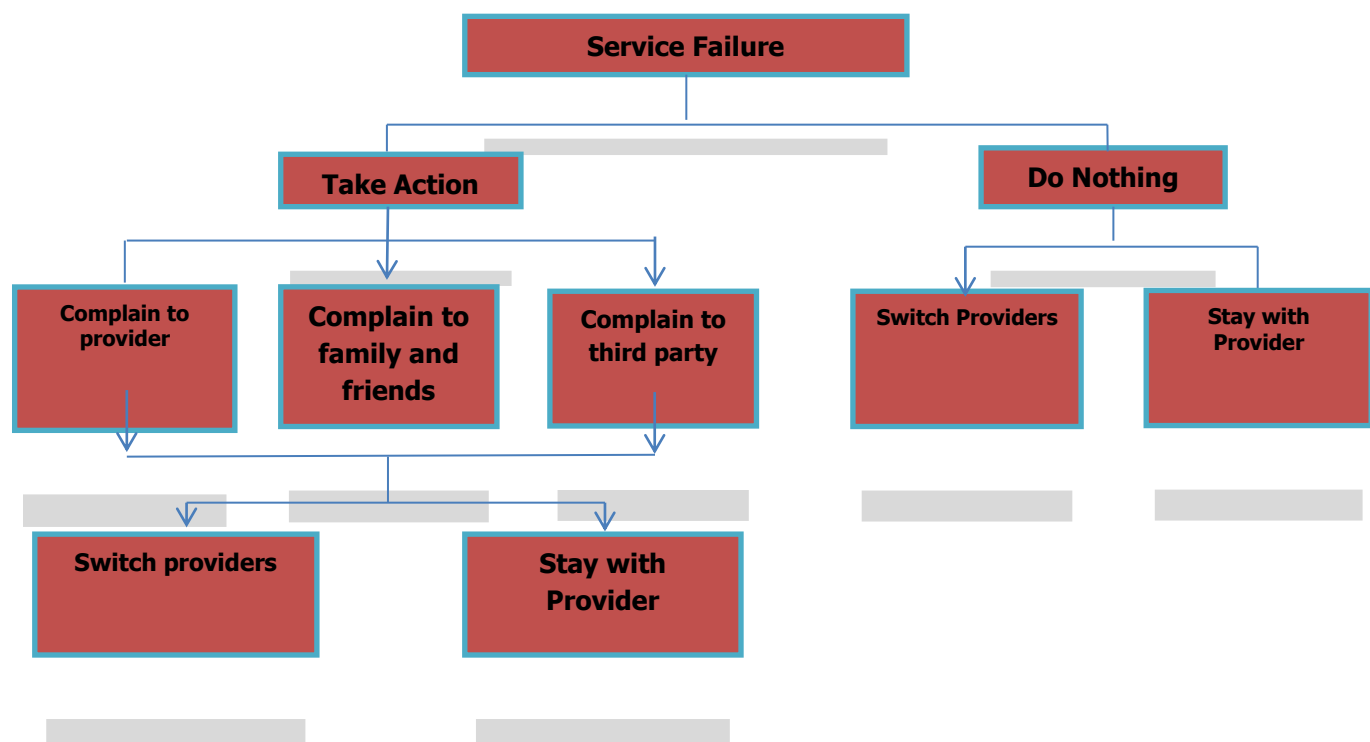 Service Failure
Take Action
Do Nothing
Complain to
provider
Complain to
family and
friends
Complain to
third party
Switch Providers
Stay with
Provider
Switch providers
Stay with
Provider